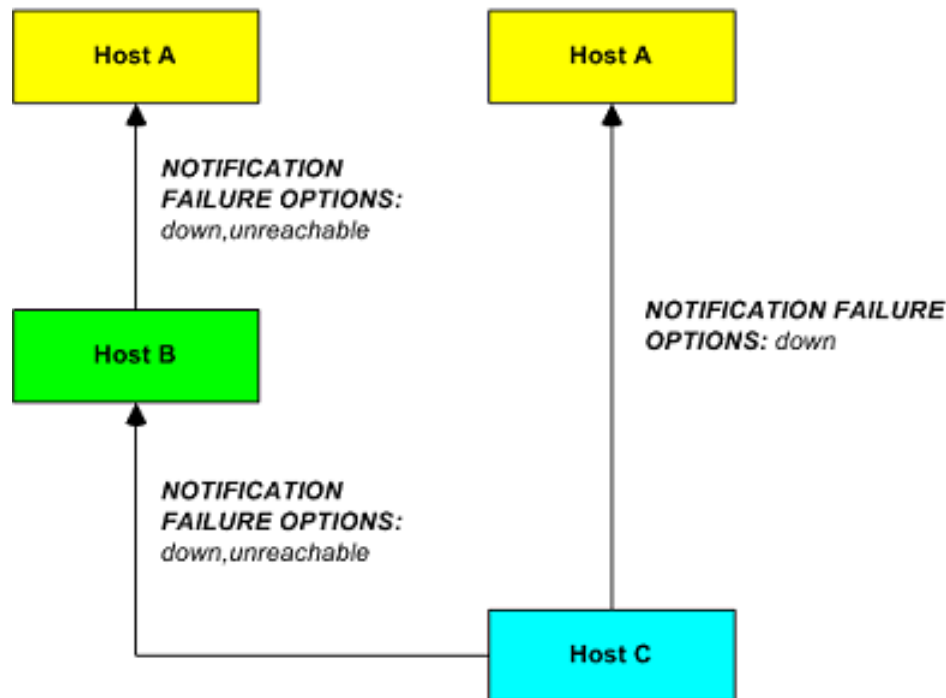 Host A
Host A
NOTIFICATION
FAILURE OPTIONS:
down,unreachable
NOTIFICATION FAILURE
OPTIONS: down
Host B
NOTIFICATION
FAILURE OPTIONS:
down,unreachable
Host C